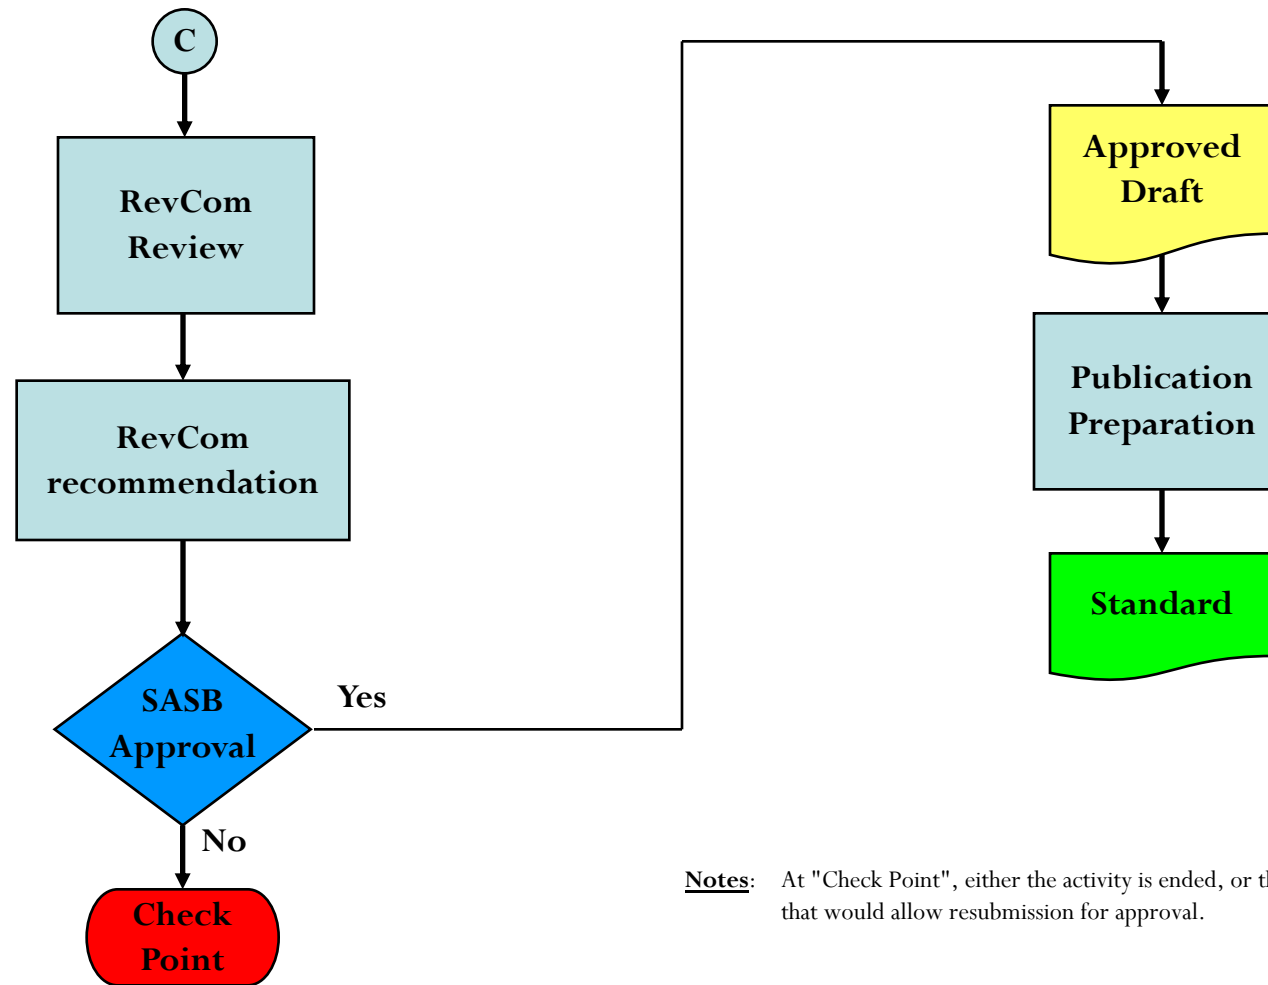 C
RevCom
Review
RevCom
recommendation
SASB
Approval
Yes
No
Check
Point
Approved
Draft
Publication
Preparation
Standard
Notes: At "Check Point", either the activity is ended, or
that would allow resubmission for approval.